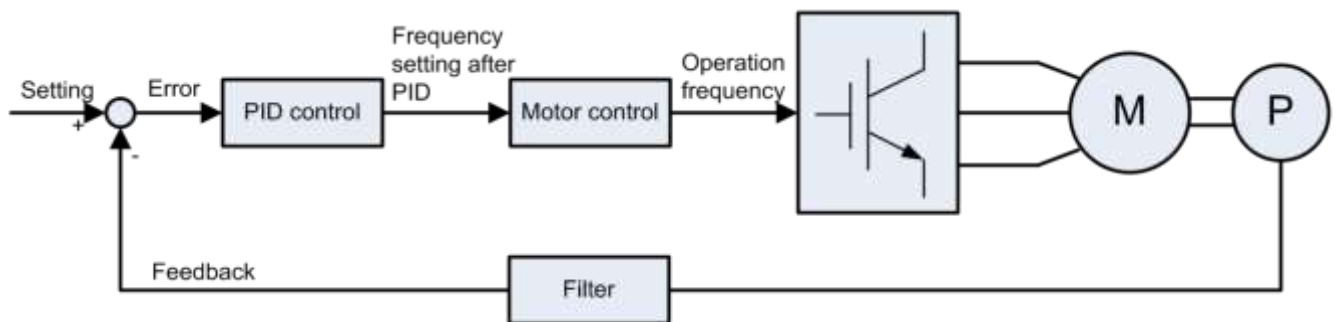 Setting
+
-
Error
PID control
Frequency
setting after
PID
Motor control
Operation
frequency
M
P
Feedback
Filter